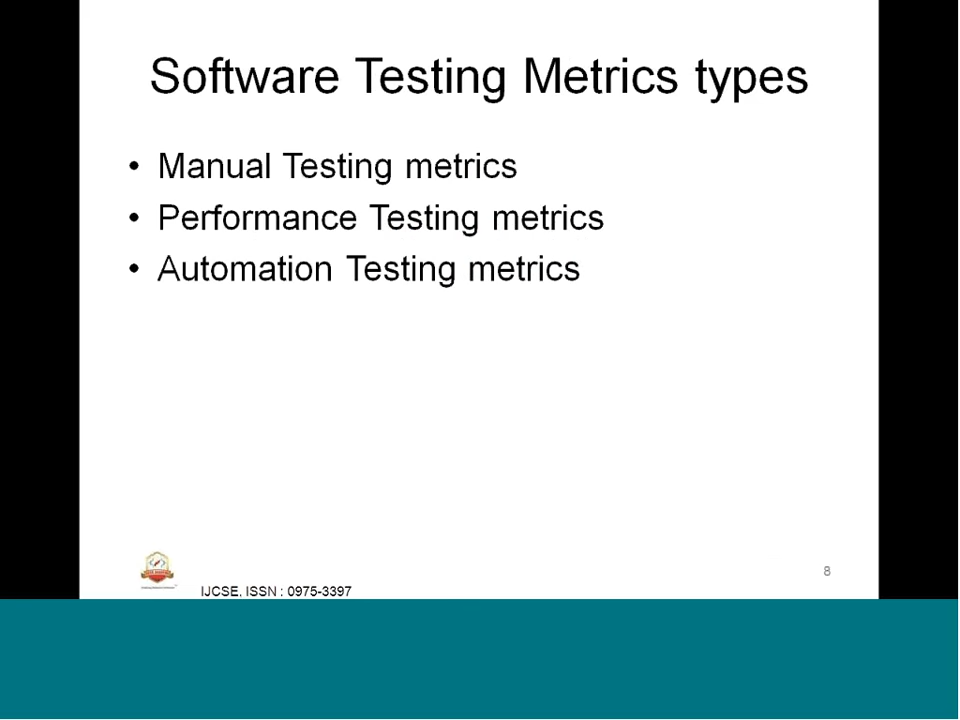 Software Testing Metrics types
• Manual Testing metrics
• Performance Testing metrics
• Automation Testing metrics
8
IJCSE, ISSN : 0975-3397